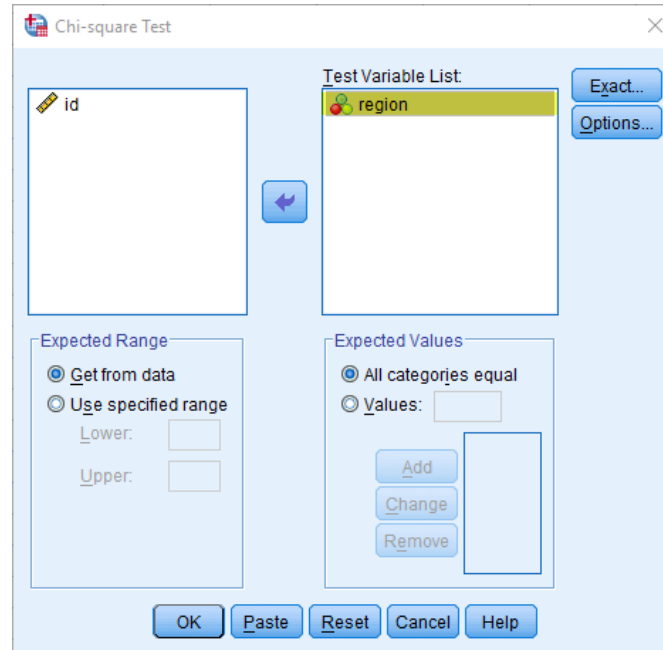 Chi-square Test
Test Variable List:
id
region
Exact...
Options...
Expected Range
Get from data
Use specified range
Lower:
Upper:
Expected Values
All categories equal
Values:
Add
Change
Remove
OK Paste Reset Cancel Help